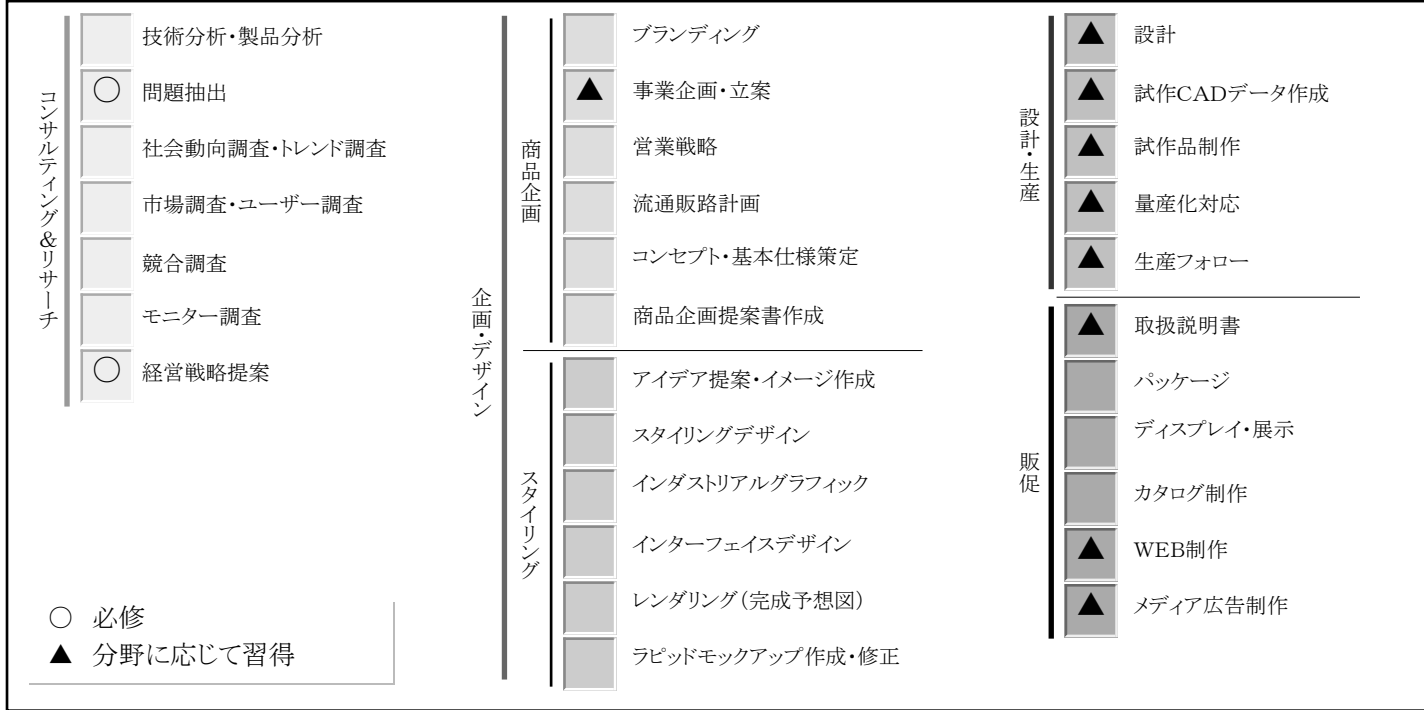 コンサルティング&リサーチ
技術分析・製品分析
○ 問題抽出
社会動向調査・トレンド調査
市場調査・ユーザー調査
競合調査
モニター調査
○ 経営戦略提案
企画・デザイン
商品企画
ブランディング
▲ 事業企画・立案
営業戦略
流通販路計画
コンセプト・基本仕様策定
商品企画提案書作成
スタイリング
アイデア提案・イメージ作成
スタイリングデザイン
インダストリアルグラフィック
インターフェイスデザイン
レンダリング(完成予想図)
ラピッドモックアップ作成・修正
設計・生産
▲ 設計
▲ 試作CADデータ作成
▲ 試作品制作
▲ 量産化対応
▲ 生産フォロー
販促
▲ 取扱説明書
パッケージ
ディスプレイ・展示
カタログ制作
▲ WEB制作
▲ メディア広告制作
○ 必修
▲ 分野に応じて習得